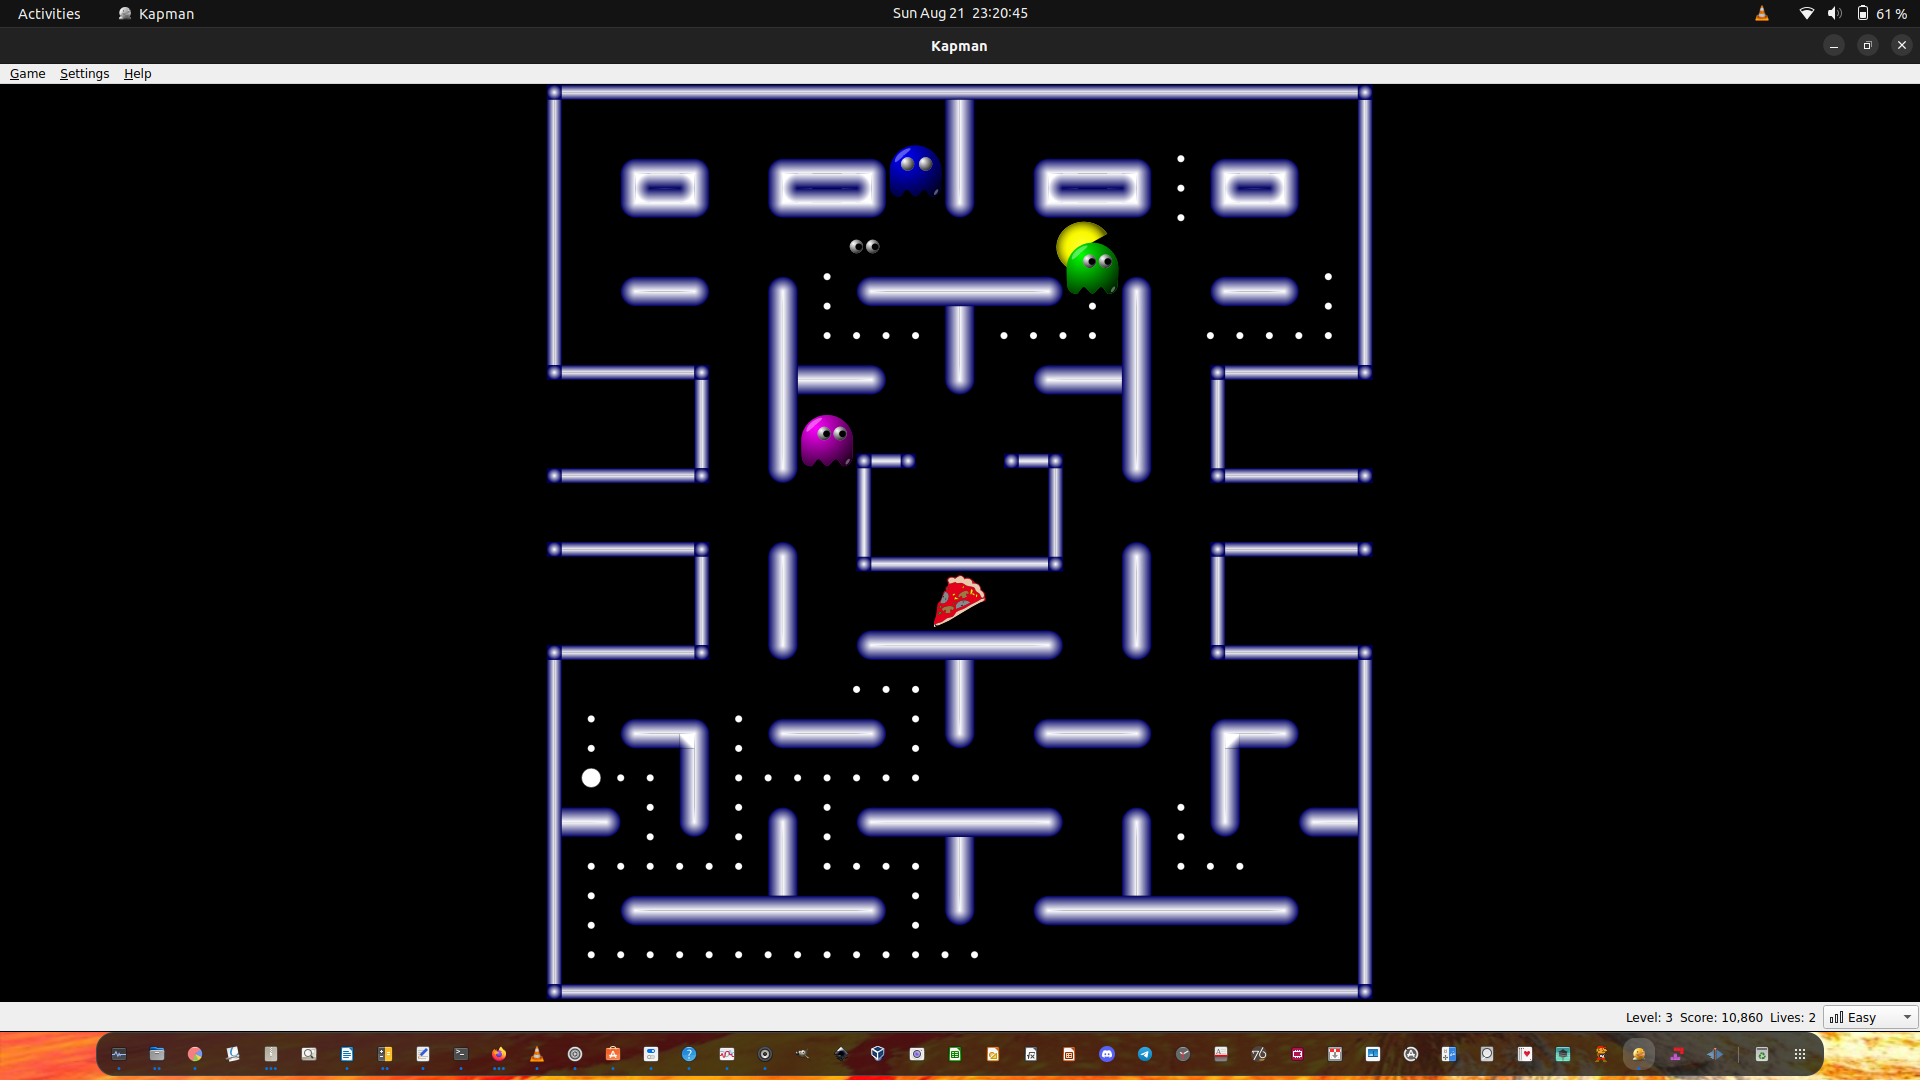 Activities Kapman Sun Aug 21 23:20:45 61 %
Kapman
Game Settings Help
Level: 3 Score: 10,860 Lives: 2 Easy